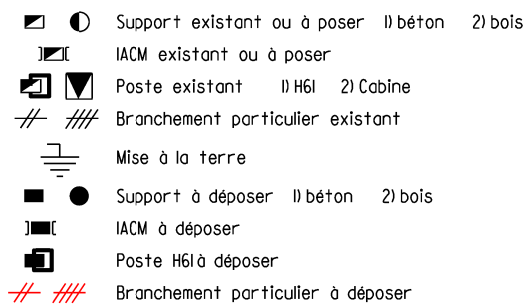 Support existant ou à poser 1) béton 2) bois
IACM existant ou à poser
Poste existant 1) H61 2) Cabine
Branchement particulier existant
Mise à la terre
Support à déposer 1) béton 2) bois
IACM à déposer
Poste H61 à déposer
Branchement particulier à déposer